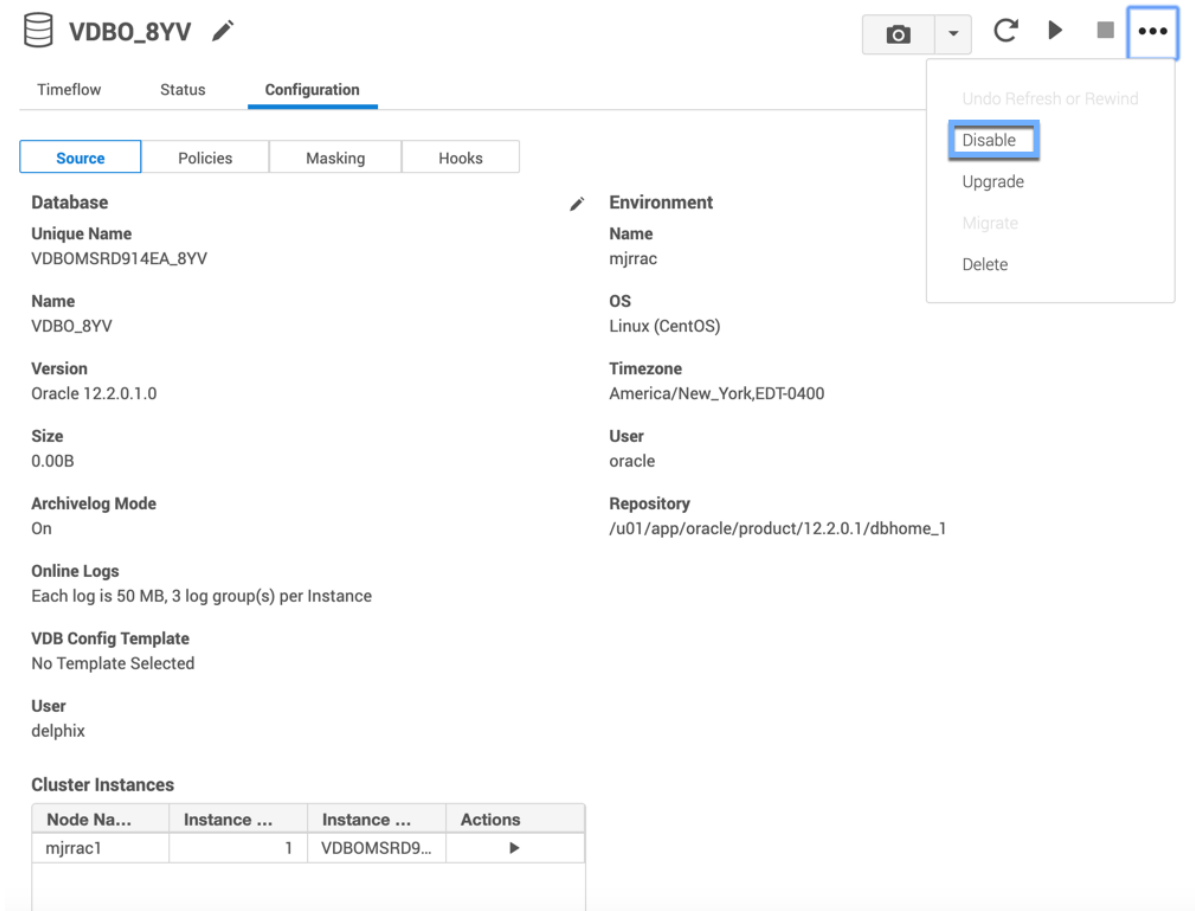 VDBO_8YV
Timeflow Status Configuration
Undo Refresh or Rewind
Disable
Upgrade
Migrate
Delete
Source Policies Masking Hooks
Database
Unique Name
VDBOMSRD914EA_8YV
Name
VDBO_8YV
Version
Oracle 12.2.0.1.0
Size
0.00B
Archivelog Mode
On
Online Logs
Each log is 50 MB, 3 log group(s) per Instance
VDB Config Template
No Template Selected
User
delphix
Environment
Name
mjrrac
OS
Linux (CentOS)
Timezone
America/New_York,EDT-0400
User
oracle
Repository
/u01/app/oracle/product/12.2.0.1/dbhome_1
Cluster Instances
Node Na... Instance ... Instance ... Actions
mjrrac1 1 VDBOMSRD9...